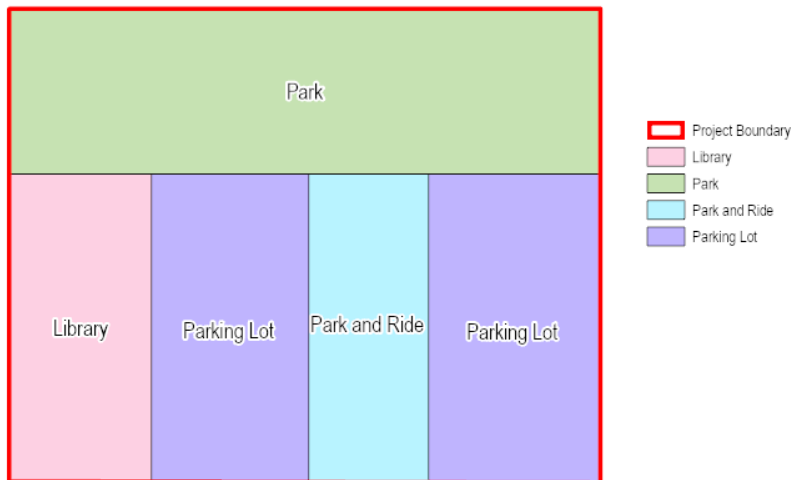 Park
Library
Parking Lot
Park and Ride
Parking Lot
Project Boundary
Library
Park
Park and Ride
Parking Lot